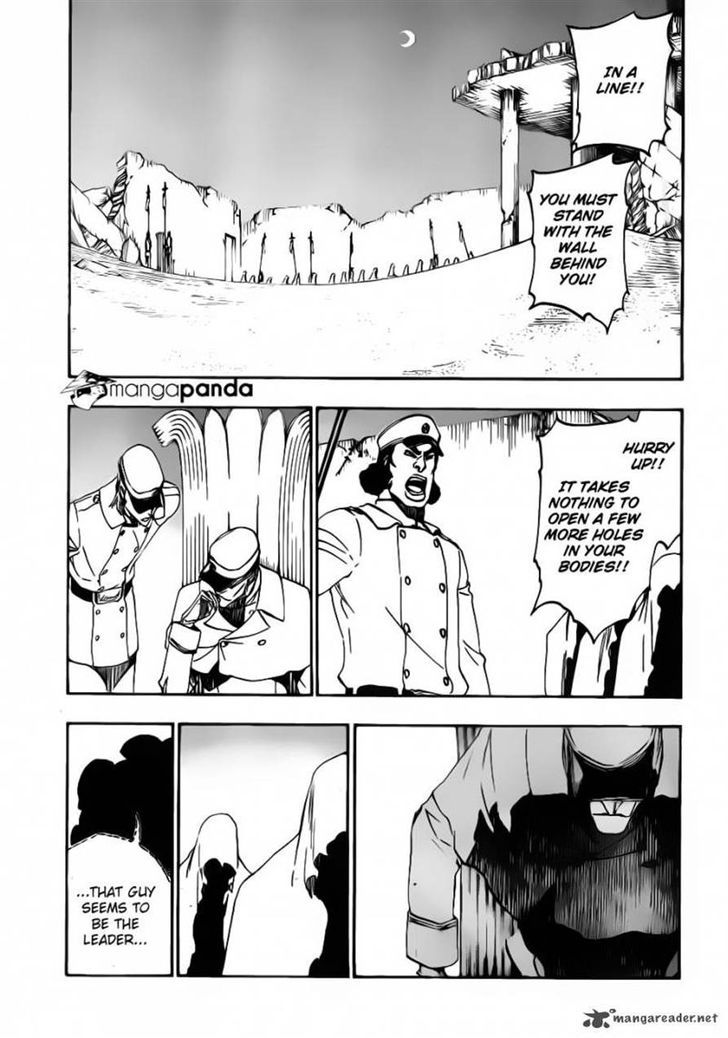 IN A
LINE!!
YOU MUST
STAND
WITH THE
WALL
BEHIND
YOU!
mangapanda
HURRY
UP!!
IT TAKES
NOTHING TO
OPEN A FEW
MORE HOLES
IN YOUR
BODIES!!
...THAT GUY
SEEMS TO
BE THE
LEADER...
mangareader.net